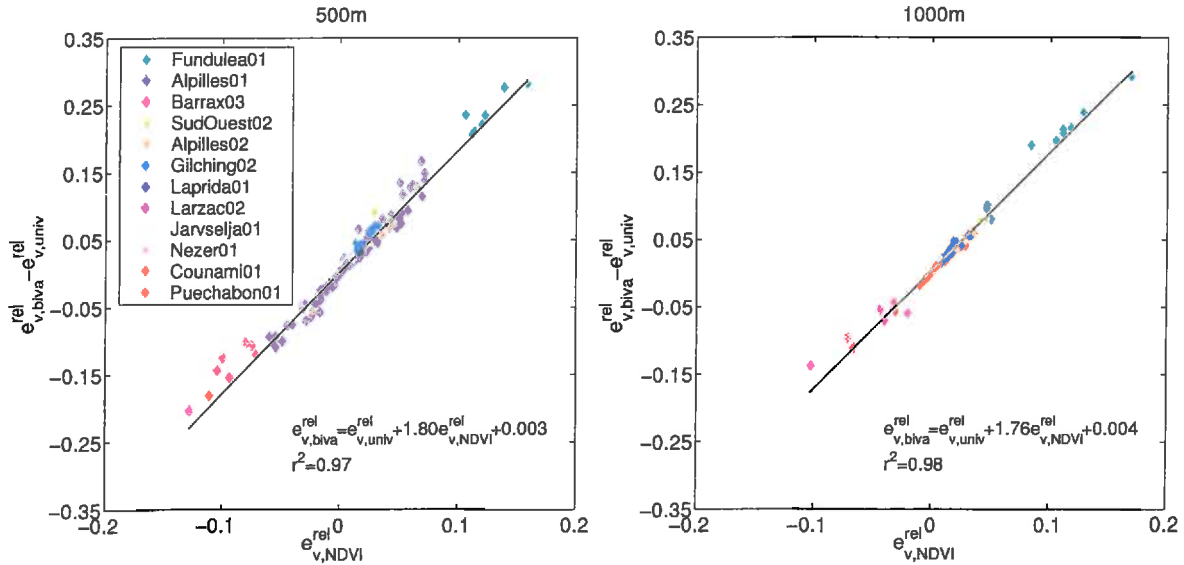 500m
0.35
0.25
0.15
0.05
−0.05
−0.15
−0.25
−0.35
e^rel_v,biva−e^rel_v,univ
Fundulea01
Alpilles01
Barrax03
SudOuest02
Alpilles02
Gilching02
Laprida01
Larzac02
Jarvselja01
Nezer01
Counami01
Puechabon01
e^rel_v,biva=e^rel_v,univ+1.80e^rel_v,NDVI+0.003
r²=0.97
−0.2
−0.1
0
0.1
0.2
e^rel_v,NDVI
1000m
0.35
0.25
0.15
0.05
−0.05
−0.15
−0.25
−0.35
e^rel_v,biva−e^rel_v,univ
e^rel_v,biva=e^rel_v,univ+1.76e^rel_v,NDVI+0.004
r²=0.98
−0.2
−0.1
0
0.1
0.2
e^rel_v,NDVI